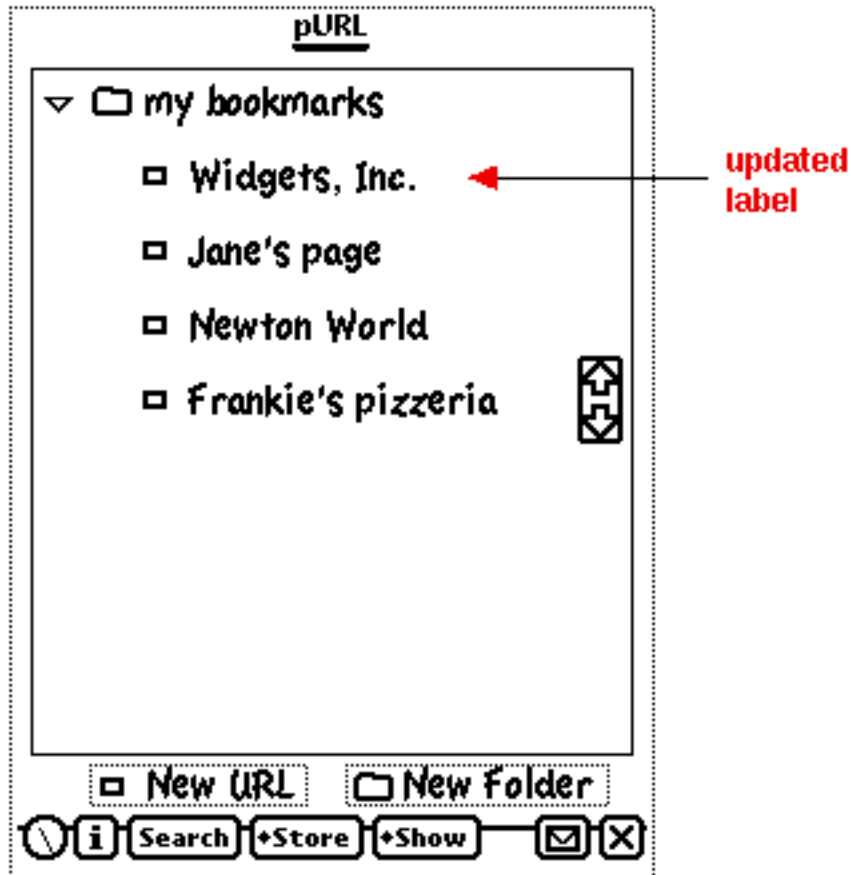 pURL
my bookmarks
Widgets, Inc.
updated
label
Jane's page
Newton World
Frankie's pizzeria
New URL New Folder
i Search ◆Store ◆Show